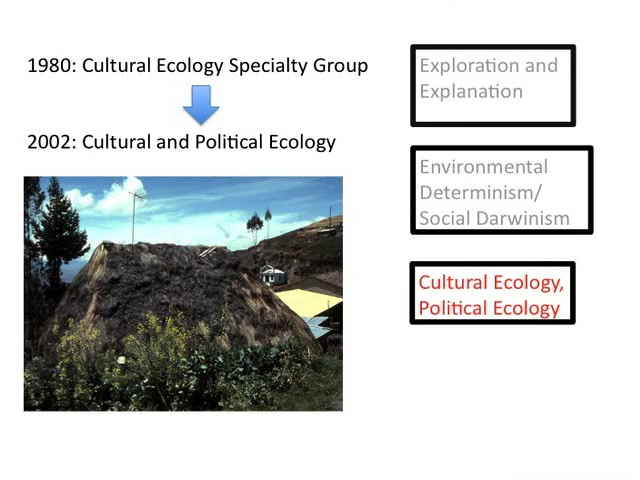 1980: Cultural Ecology Specialty Group
2002: Cultural and Political Ecology
Exploration and
Explanation
Environmental
Determinism/
Social Darwinism
Cultural Ecology,
Political Ecology